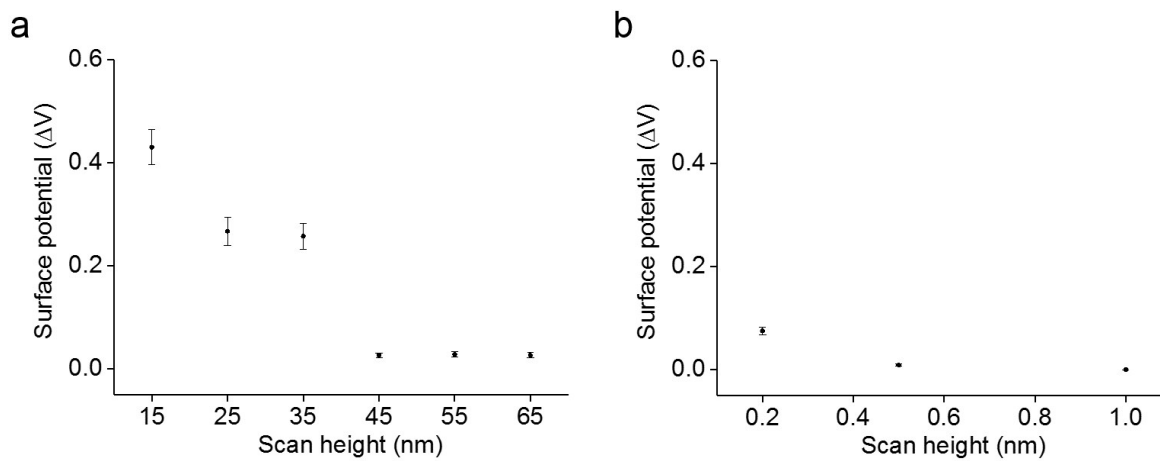 a
0.6
0.4
0.2
0.0
Surface potential (ΔV)
15 25 35 45 55 65
Scan height (nm)
b
0.6
0.4
0.2
0.0
Surface potential (ΔV)
0.2 0.4 0.6 0.8 1.0
Scan height (nm)